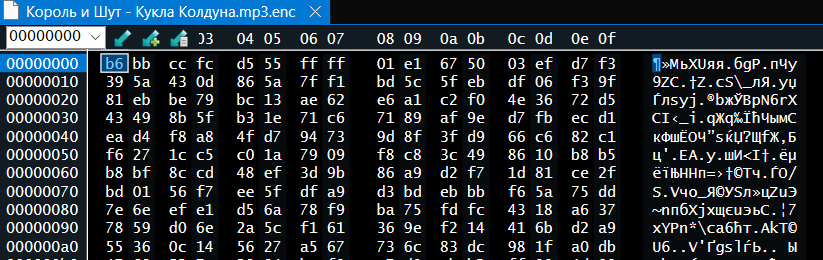 Король и Шут - Кукла Колдуна.mp3.enc
00000000 03 04 05 06 07 08 09 0a 0b 0c 0d 0e 0f
00000000 b6 bb cc fc d5 55 ff ff 01 e1 67 50 03 ef d7 f3 ¶»МьХUяя.бgP.пЧу
00000010 39 5a 43 0d 86 5a 7f f1 bd 5c 5f eb df 06 f3 9f
00000020 81 eb be 79 bc 13 ae 62 e6 a1 c2 f0 4e 36 72 d5
00000030 43 49 8b 5f b3 1e 71 c6 71 89 af 9e d7 fb ec d1
00000040 ea d4 f8 a8 4f d7 94 73 9d 8f 3f d9 66 c6 82 c1
00000050 f6 27 1c c5 c0 1a 79 09 f8 c8 3c 49 86 10 b8 b5
00000060 b8 bf 8c cd 48 ef 3d 9b 86 a9 d2 f7 1d 81 ce 2f
00000070 bd 01 56 f7 ee 5f df a9 d3 bd eb bb f6 5a 75 dd
00000080 7e 6e ef e1 d5 6a 78 f9 ba 75 fd fc 43 18 a6 37
00000090 78 59 d0 6e 2a 5c f1 61 36 9e f2 14 41 6b d2 a9
000000a0 55 36 0c 14 56 27 a5 67 73 6c 83 dc 98 1f a0 db